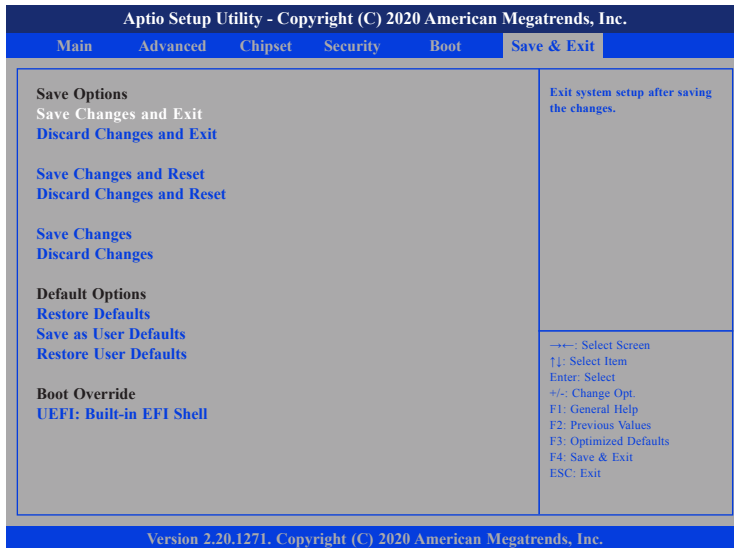 Aptio Setup Utility - Copyright (C) 2020 American Megatrends, Inc.
Main Advanced Chipset Security Boot Save & Exit
Save Options
Save Changes and Exit
Discard Changes and Exit
Save Changes and Reset
Discard Changes and Reset
Save Changes
Discard Changes
Default Options
Restore Defaults
Save as User Defaults
Restore User Defaults
Boot Override
UEFI: Built-in EFI Shell
Exit system setup after saving
the changes.
→←: Select Screen
↑↓: Select Item
Enter: Select
+/-: Change Opt.
F1: General Help
F2: Previous Values
F3: Optimized Defaults
F4: Save & Exit
ESC: Exit
Version 2.20.1271. Copyright (C) 2020 American Megatrends, Inc.